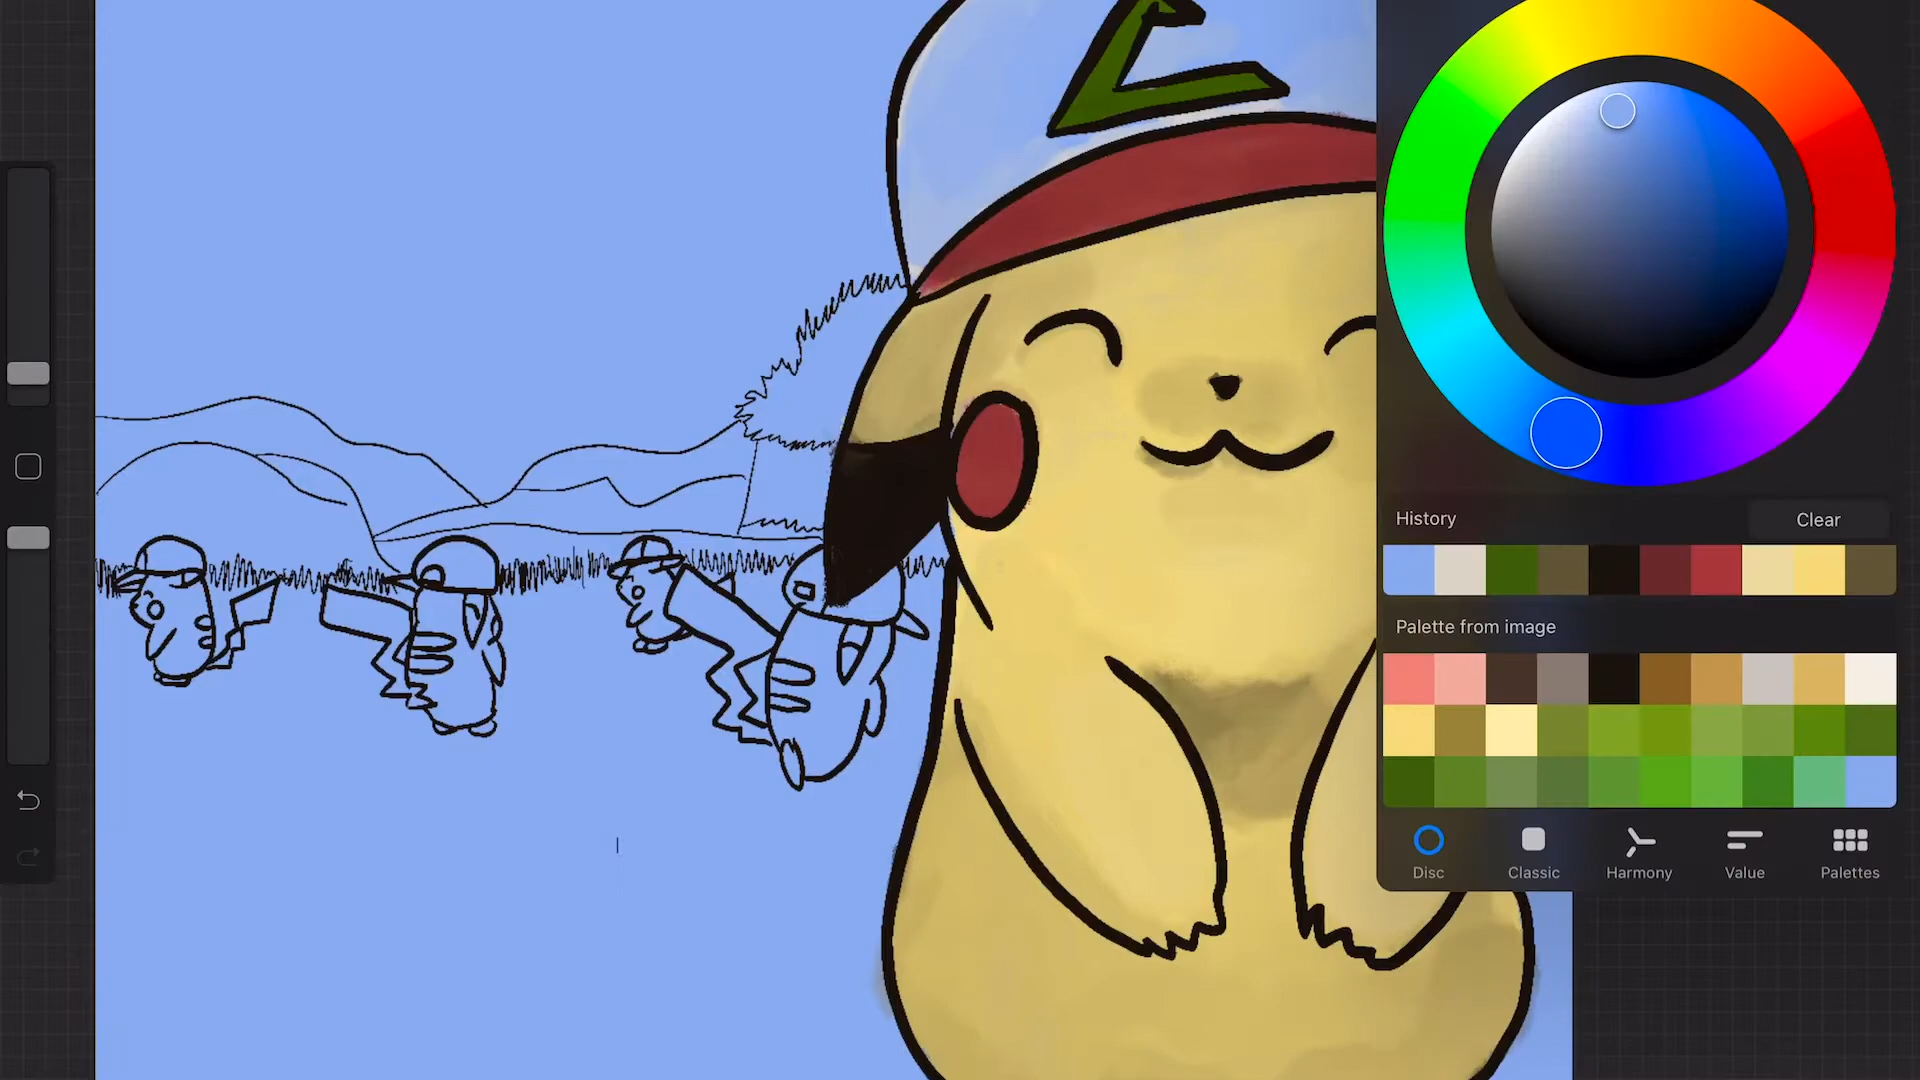 History
Clear
Palette from image
Disc
Classic
Harmony
Value
Palettes